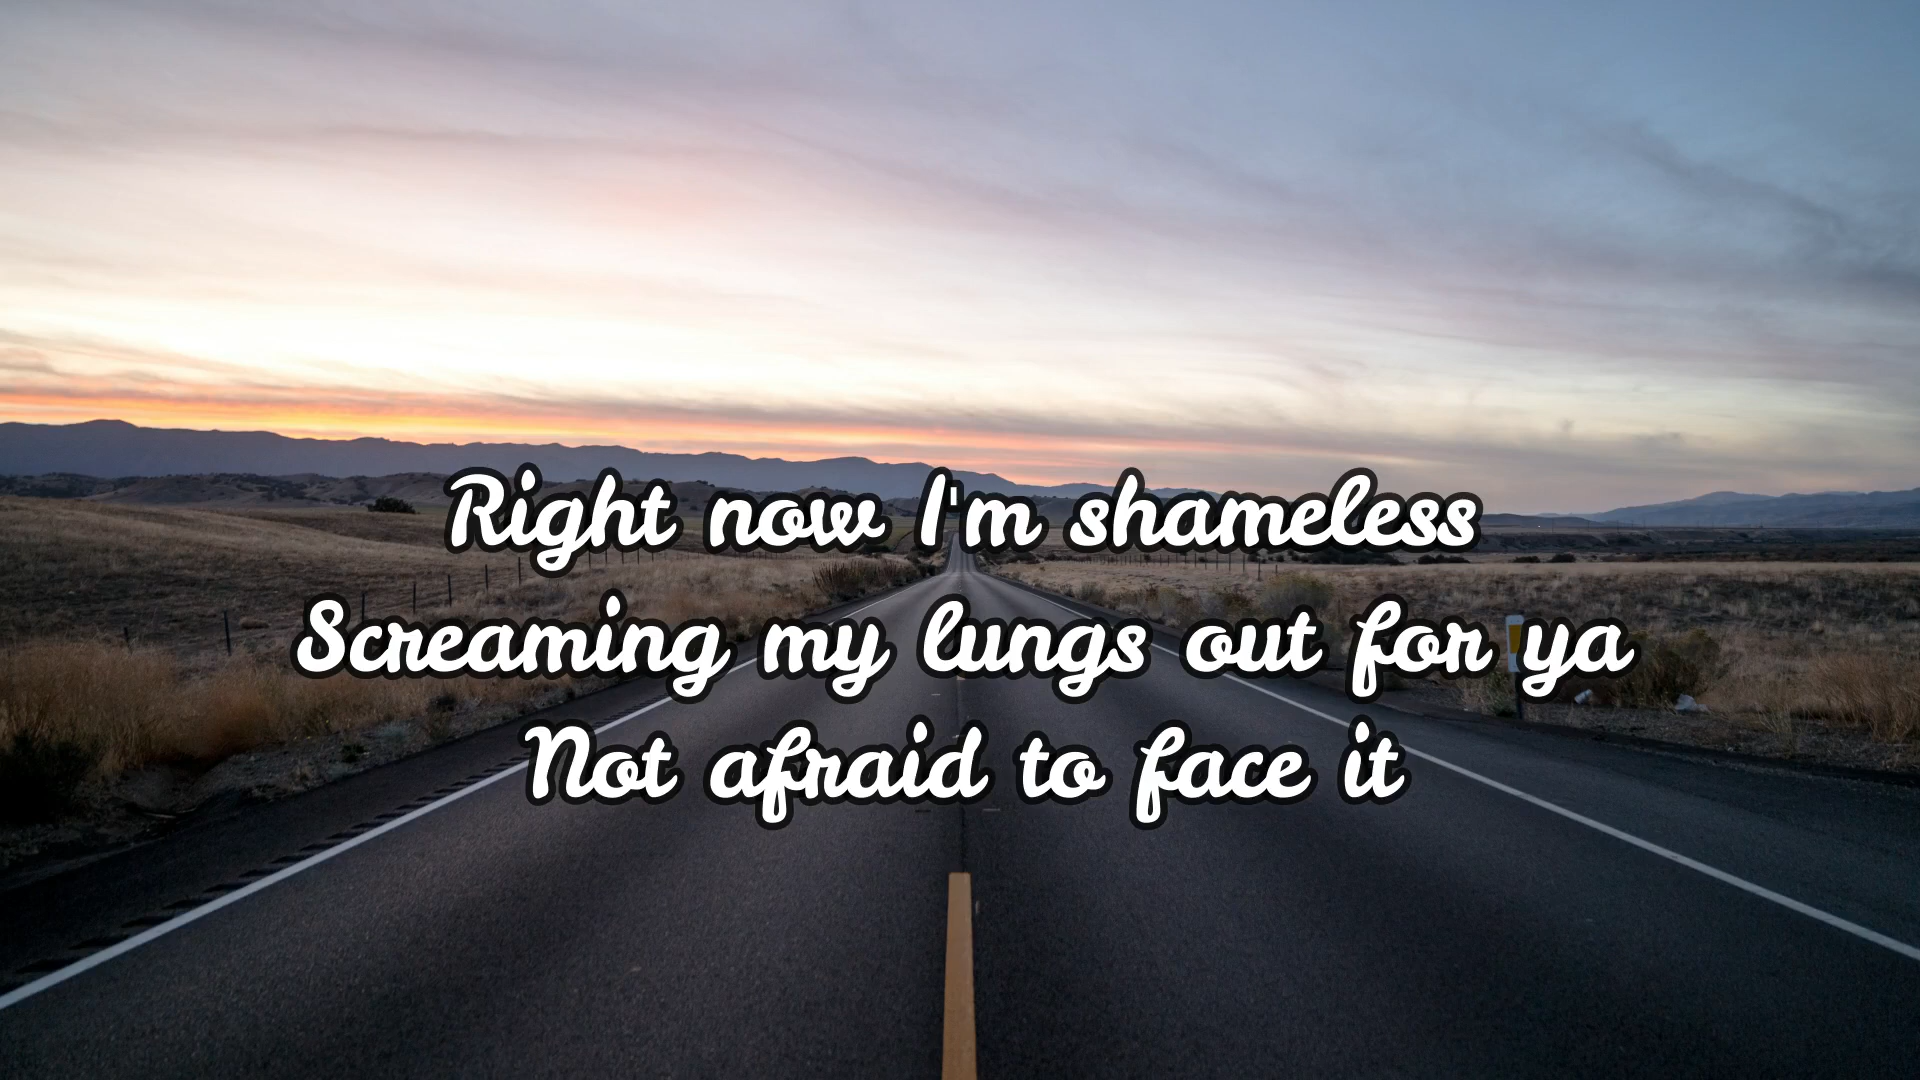 Right now I'm shameless
Screaming my lungs out for ya
Not afraid to face it